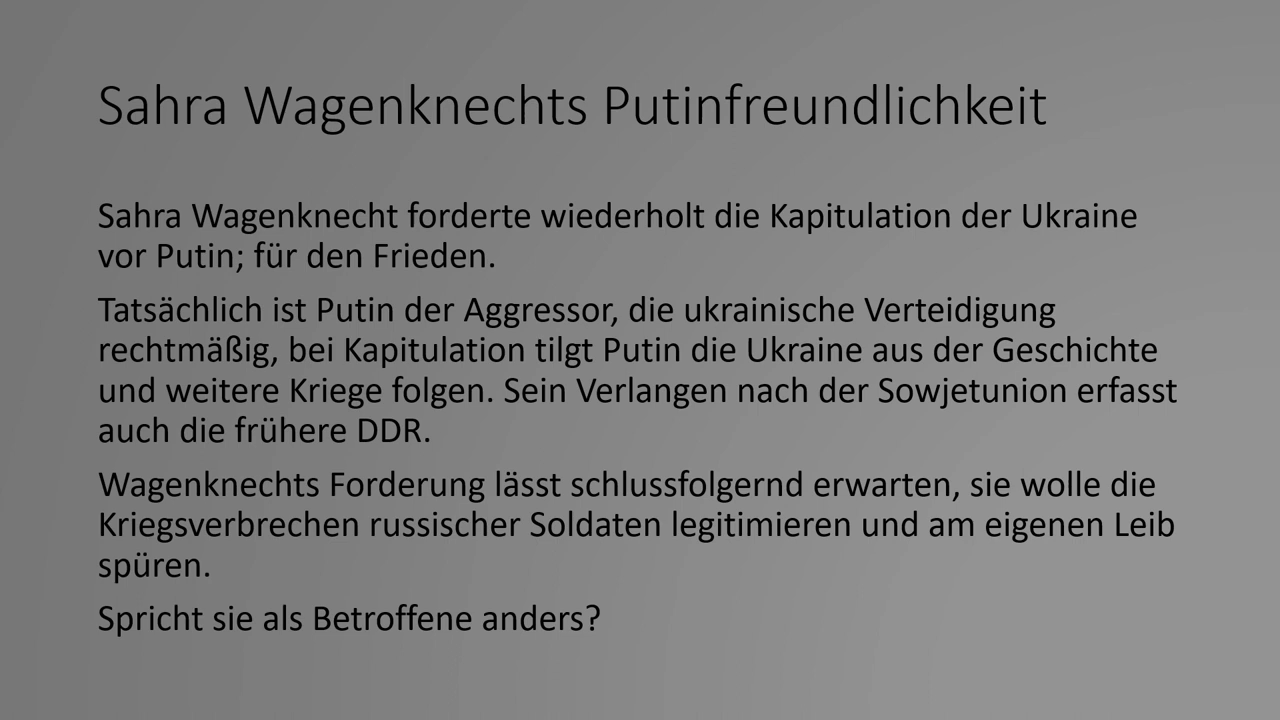 Sahra Wagenknechts Putinfreundlichkeit
Sahra Wagenknecht forderte wiederholt die Kapitulation der Ukraine
vor Putin; für den Frieden.
Tatsächlich ist Putin der Aggressor, die ukrainische Verteidigung
rechtmäßig, bei Kapitulation tilgt Putin die Ukraine aus der Geschichte
und weitere Kriege folgen. Sein Verlangen nach der Sowjetunion erfasst
auch die frühere DDR.
Wagenknechts Forderung lässt schlussfolgernd erwarten, sie wolle die
Kriegsverbrechen russischer Soldaten legitimieren und am eigenen Leib
spüren.
Spricht sie als Betroffene anders?